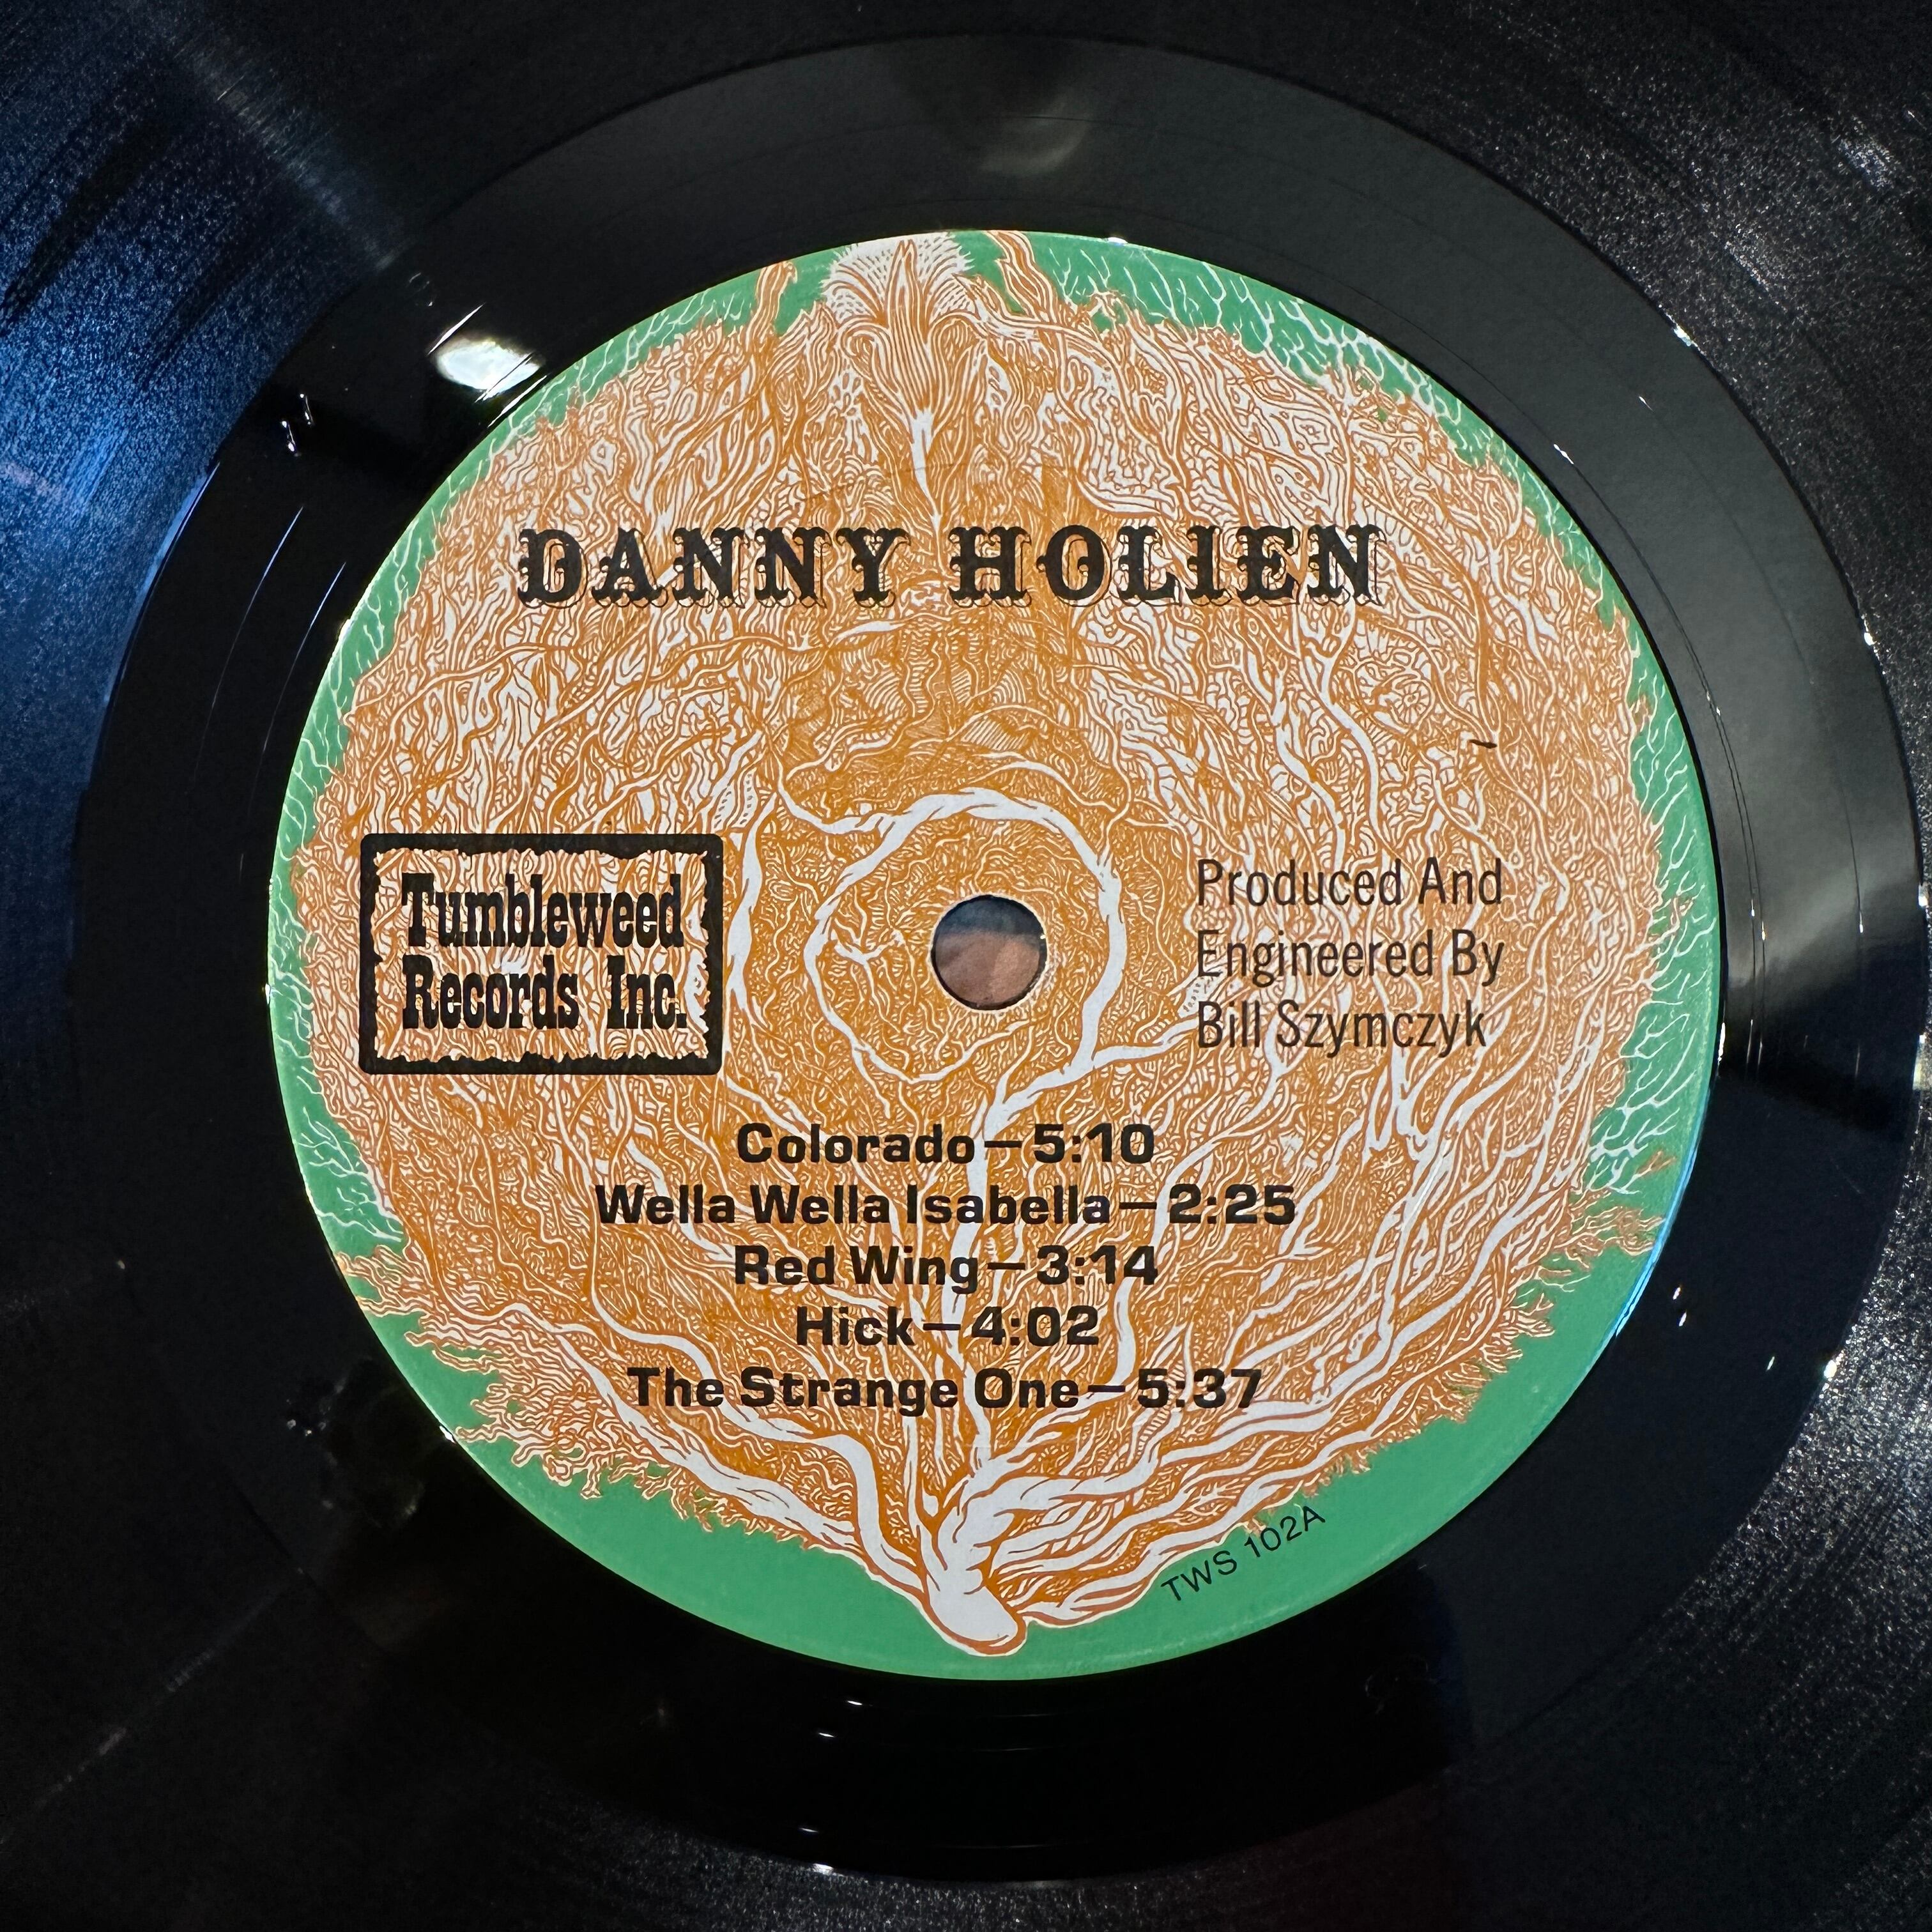 DANNY HOLIEN
Tumbleweed
Records Inc.
Produced And
Engineered By
Bill Szymczyk
Colorado—5:10
Wella Wella Isabella—2:25
Red Wing—3:14
Hick—4:02
The Strange One—5:37
TWS 102A